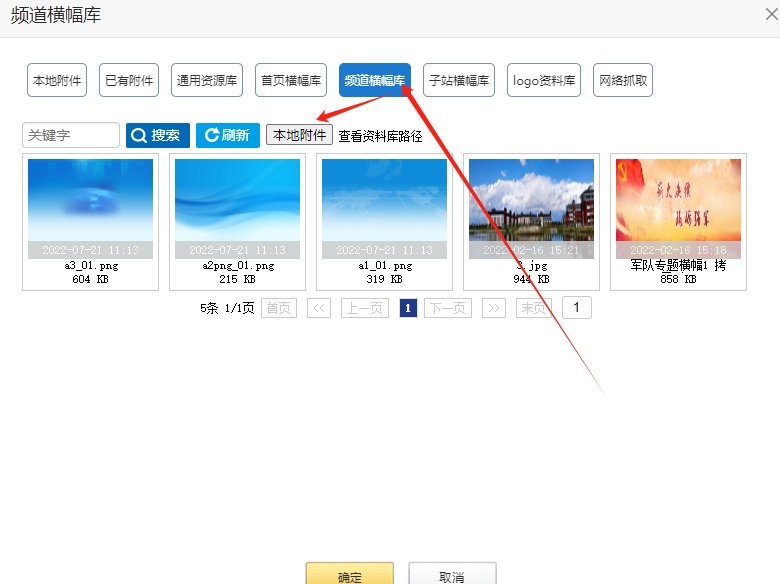 频道横幅库
本地附件 已有附件 通用资源库 首页横幅库 频道横幅库 子站横幅库 logo资料库 网络抓取
关键字 搜索 刷新 本地附件 查看资料库路径
2022-07-21 11:13 2022-07-21 11:13 2022-07-21 11:13 2022-02-16 15:21 2022-02-16 15:18
a3_01.png a2png_01.png a1_01.png 3.jpg 军队专题横幅1 拷
604 KB 215 KB 319 KB 944 KB 858 KB
5条 1/1页 首页 << 上一页 1 下一页 >> 末页 1
确定 取消